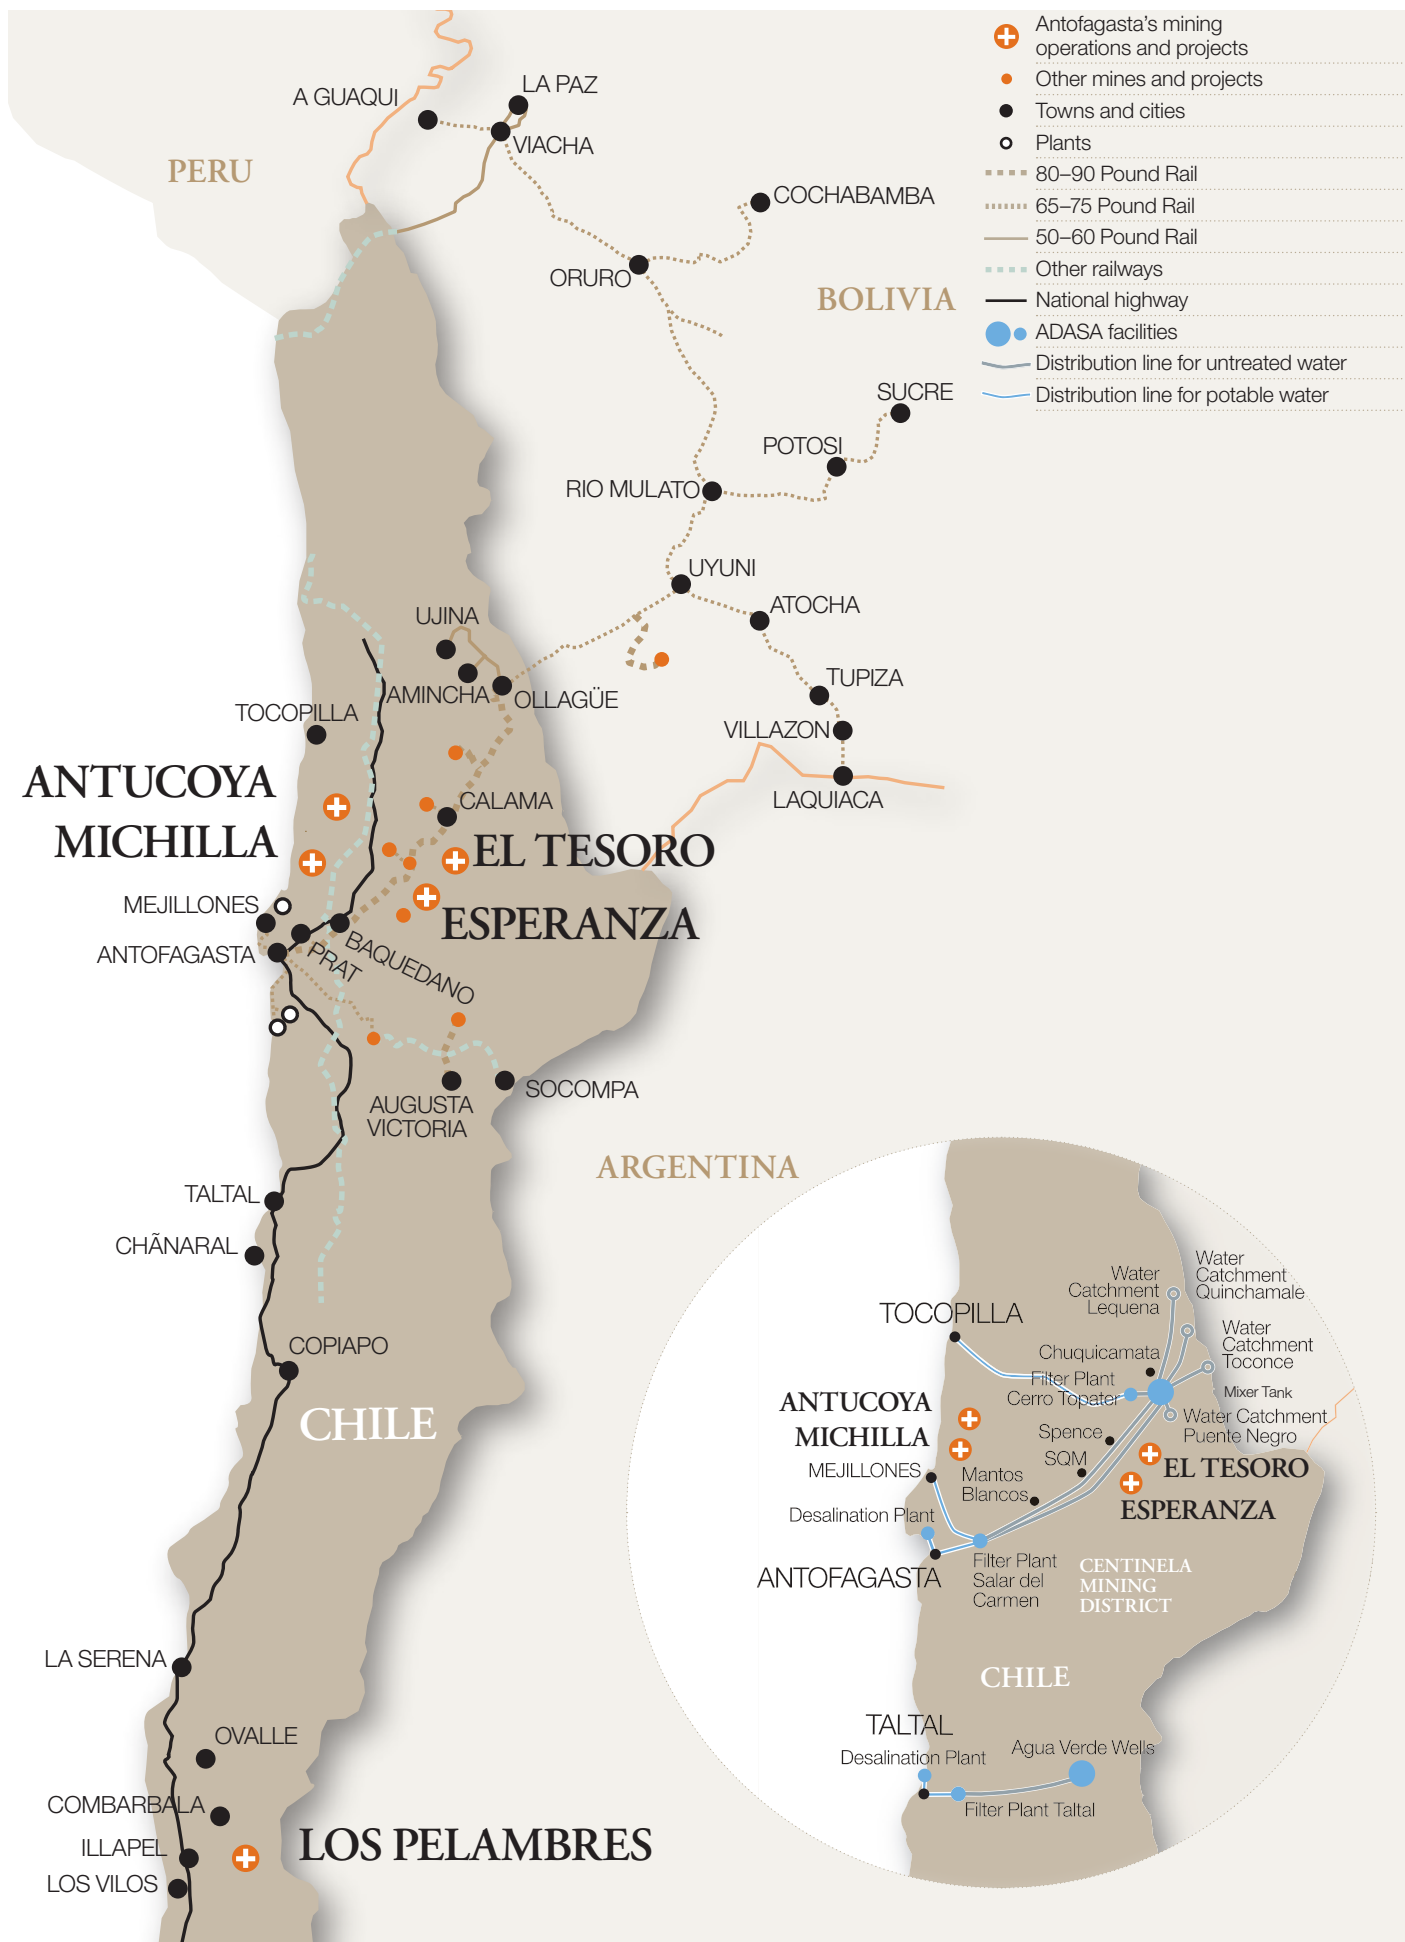 Antofagasta's mining
operations and projects
Other mines and projects
Towns and cities
Plants
80–90 Pound Rail
65–75 Pound Rail
50–60 Pound Rail
Other railways
National highway
ADASA facilities
Distribution line for untreated water
Distribution line for potable water
LA PAZ
A GUAQUI
VIACHA
PERU
COCHABAMBA
ORURO
BOLIVIA
SUCRE
POTOSI
RIO MULATO
UYUNI
ATOCHA
UJINA
TUPIZA
AMINCHA
OLLAGÜE
TOCOPILLA
VILLAZON
ANTUCOYA
LAQUIACA
CALAMA
MICHILLA
EL TESORO
MEJILLONES
ESPERANZA
ANTOFAGASTA
PRAT
BAQUEDANO
SOCOMPA
AUGUSTA
VICTORIA
ARGENTINA
TALTAL
CHÃNARAL
COPIAPO
CHILE
LA SERENA
OVALLE
COMBARBALA
ILLAPEL
LOS PELAMBRES
LOS VILOS
Water
Catchment
Quinchamale
Water
Catchment
Lequena
TOCOPILLA
Water
Catchment
Toconce
Chuquicamata
Filter Plant
Cerro Topater
Mixer Tank
ANTUCOYA
MICHILLA
Water Catchment
Puente Negro
Spence
SQM
MEJILLONES
Mantos
Blancos
EL TESORO
ESPERANZA
Desalination Plant
ANTOFAGASTA
Filter Plant
Salar del
Carmen
CENTINELA
MINING
DISTRICT
CHILE
TALTAL
Desalination Plant
Agua Verde Wells
Filter Plant Taltal